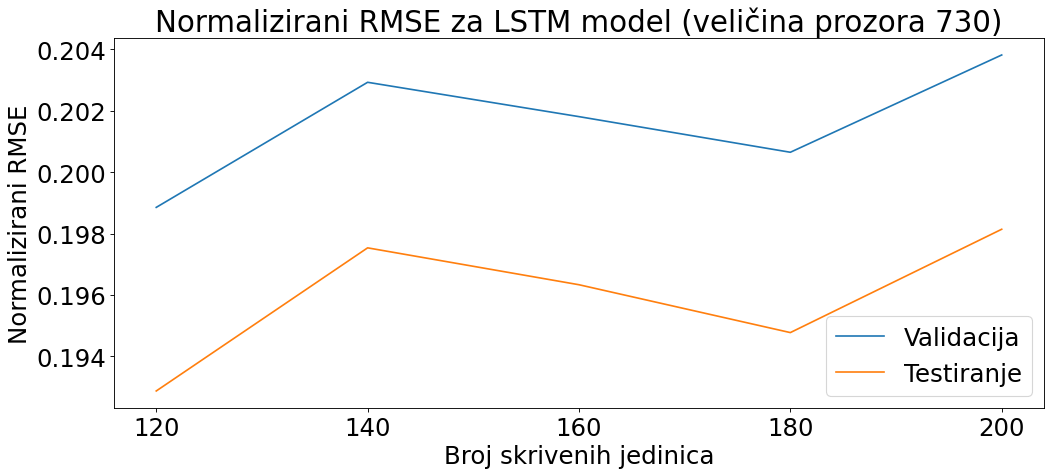 Normalizirani RMSE za LSTM model (veličina prozora 730)
Normalizirani RMSE
0.204
0.202
0.200
0.198
0.196
0.194
120 140 160 180 200
Broj skrivenih jedinica
Validacija
Testiranje